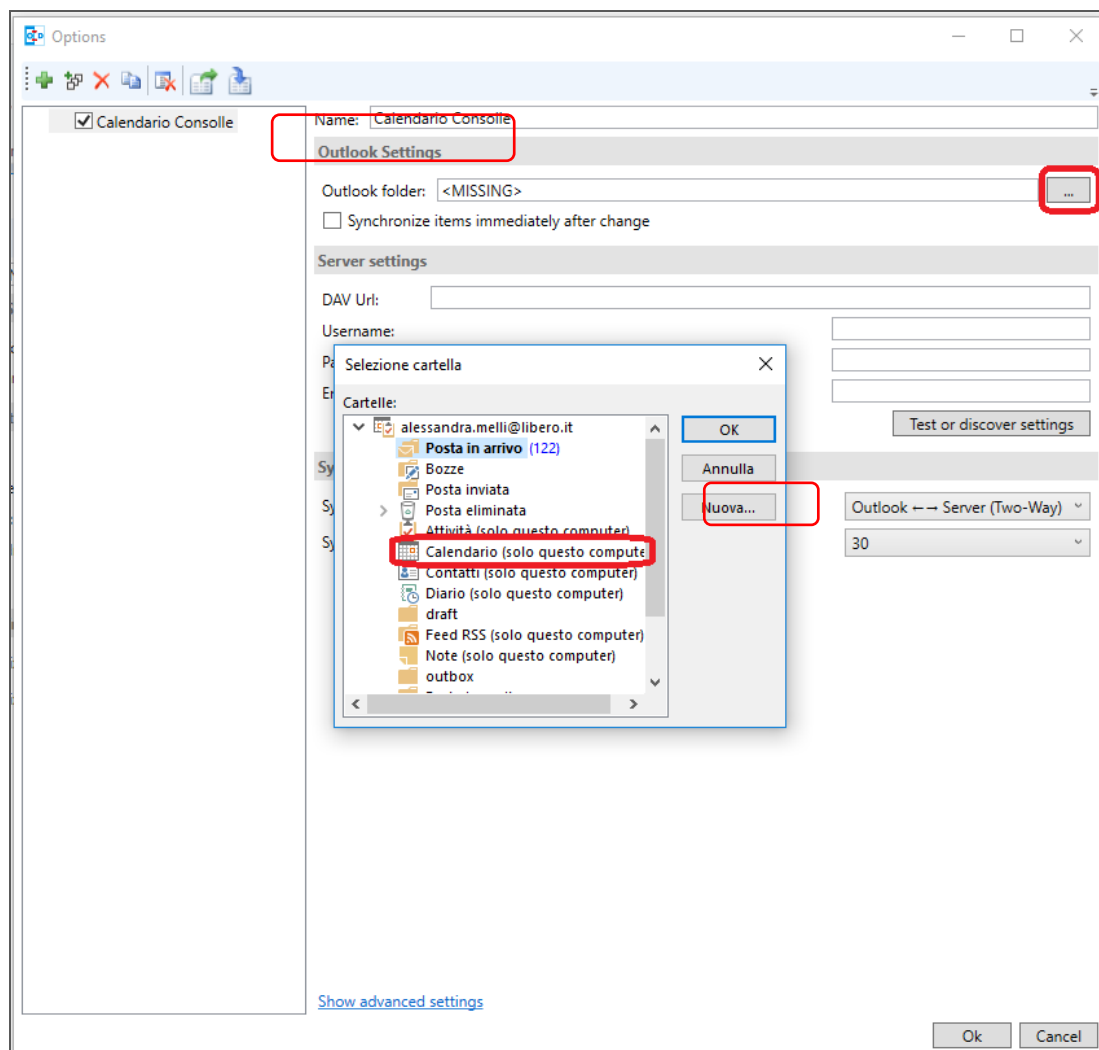 Options
Calendario Consolle
Name: Calendario Consolle
Outlook Settings
Outlook folder: <MISSING>
...
Synchronize items immediately after change
Server settings
DAV Url:
Username:
Selezione cartella
Cartelle:
alessandra.melli@libero.it
Posta in arrivo (122)
Bozze
Posta inviata
Posta eliminata
Attività (solo questo computer)
Calendario (solo questo compute
Contatti (solo questo computer)
Diario (solo questo computer)
draft
Feed RSS (solo questo computer)
Note (solo questo computer)
outbox
OK
Annulla
Nuova...
Test or discover settings
Sy
Sy
Outlook ←→ Server (Two-Way)
Sy
30
Show advanced settings
Ok
Cancel